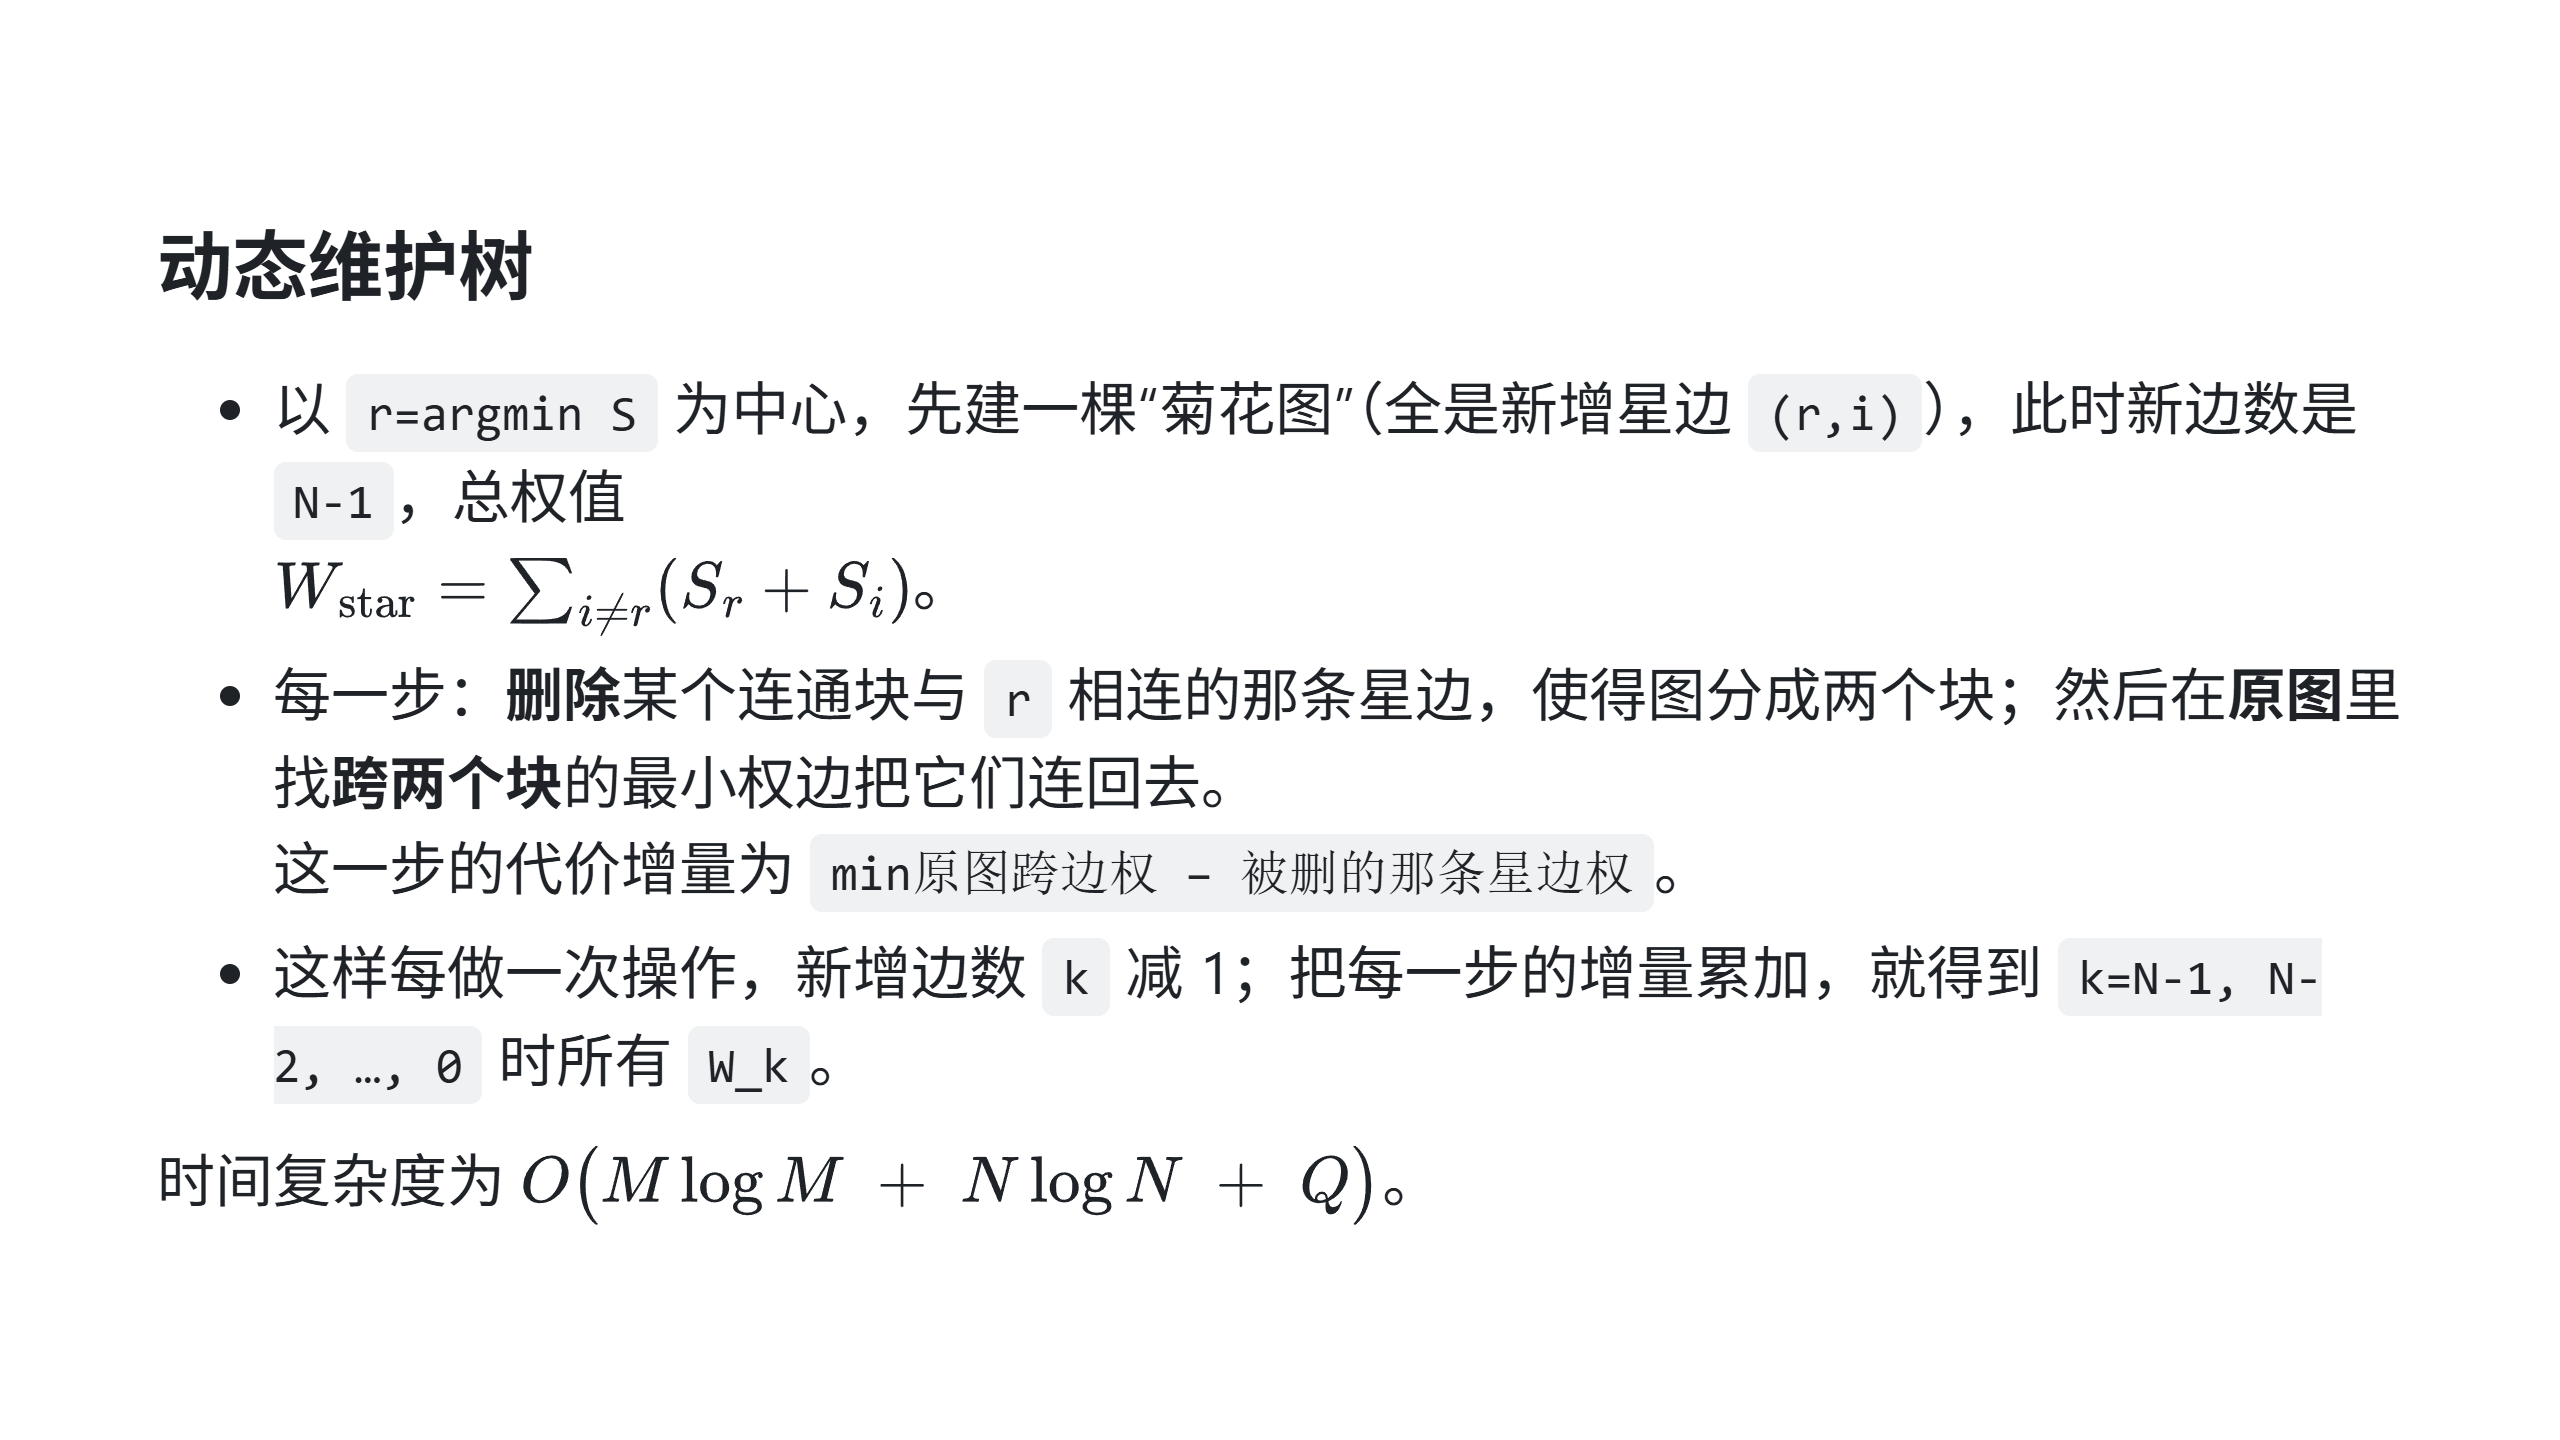 动态维护树
以 r=argmin S 为中心，先建一棵“菊花图”（全是新增星边 (r,i)），此时新边数是
N-1，总权值
W_star = ∑_{i≠r}(S_r + S_i)。
每一步：删除某个连通块与 r 相连的那条星边，使得图分成两个块；然后在原图里
找跨两个块的最小权边把它们连回去。
这一步的代价增量为 min原图跨边权 – 被删的那条星边权。
这样每做一次操作，新增边数 k 减 1；把每一步的增量累加，就得到 k=N-1, N-
2, …, 0 时所有 W_k。
时间复杂度为 O(M log M + N log N + Q)。